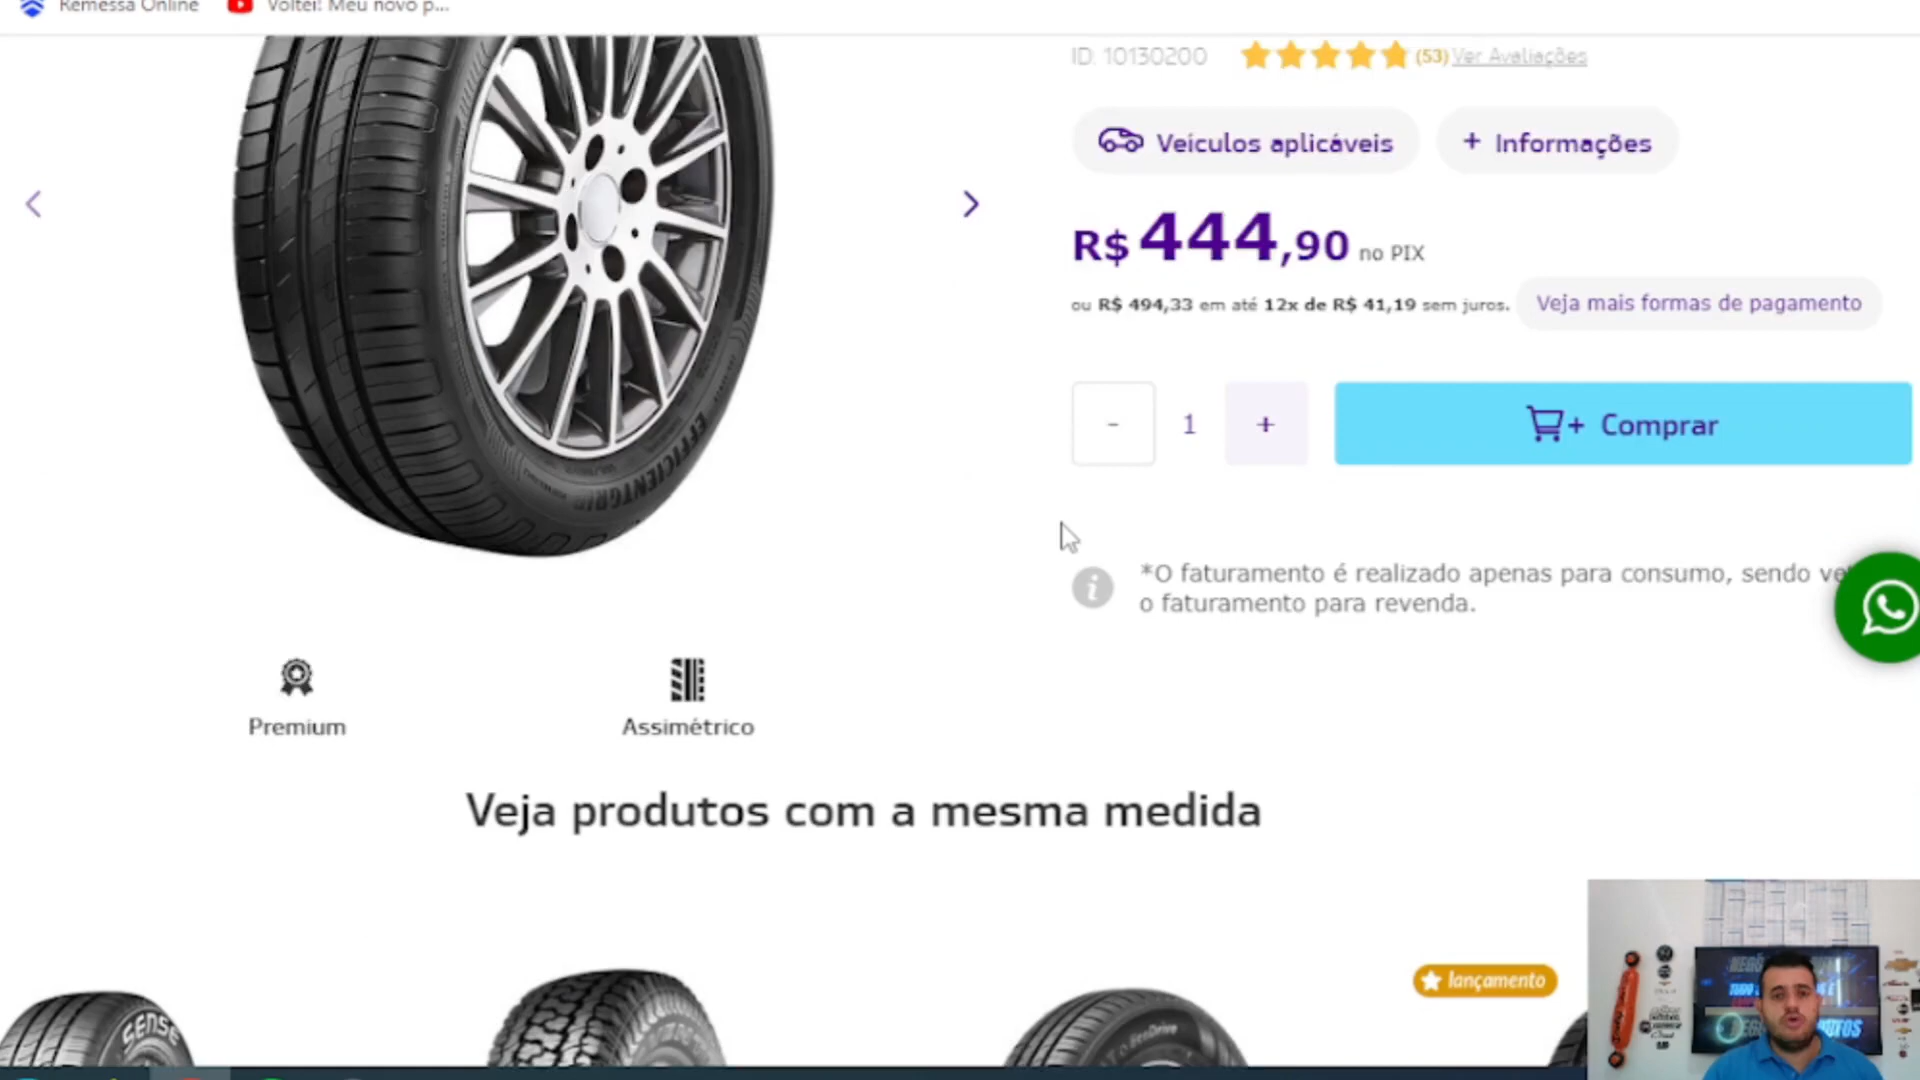 Remessa Online
Voltei! Meu novo p...
ID: 10130200
(53) Ver Avaliações
Veículos aplicáveis
+ Informações
R$ 444,90 no PIX
ou R$ 494,33 em até 12x de R$ 41,19 sem juros.
Veja mais formas de pagamento
- 1 +
+ Comprar
*O faturamento é realizado apenas para consumo, sendo
o faturamento para revenda.
EFFICIENTGRIP
Premium
Assimétrico
Veja produtos com a mesma medida
lançamento
SENSE